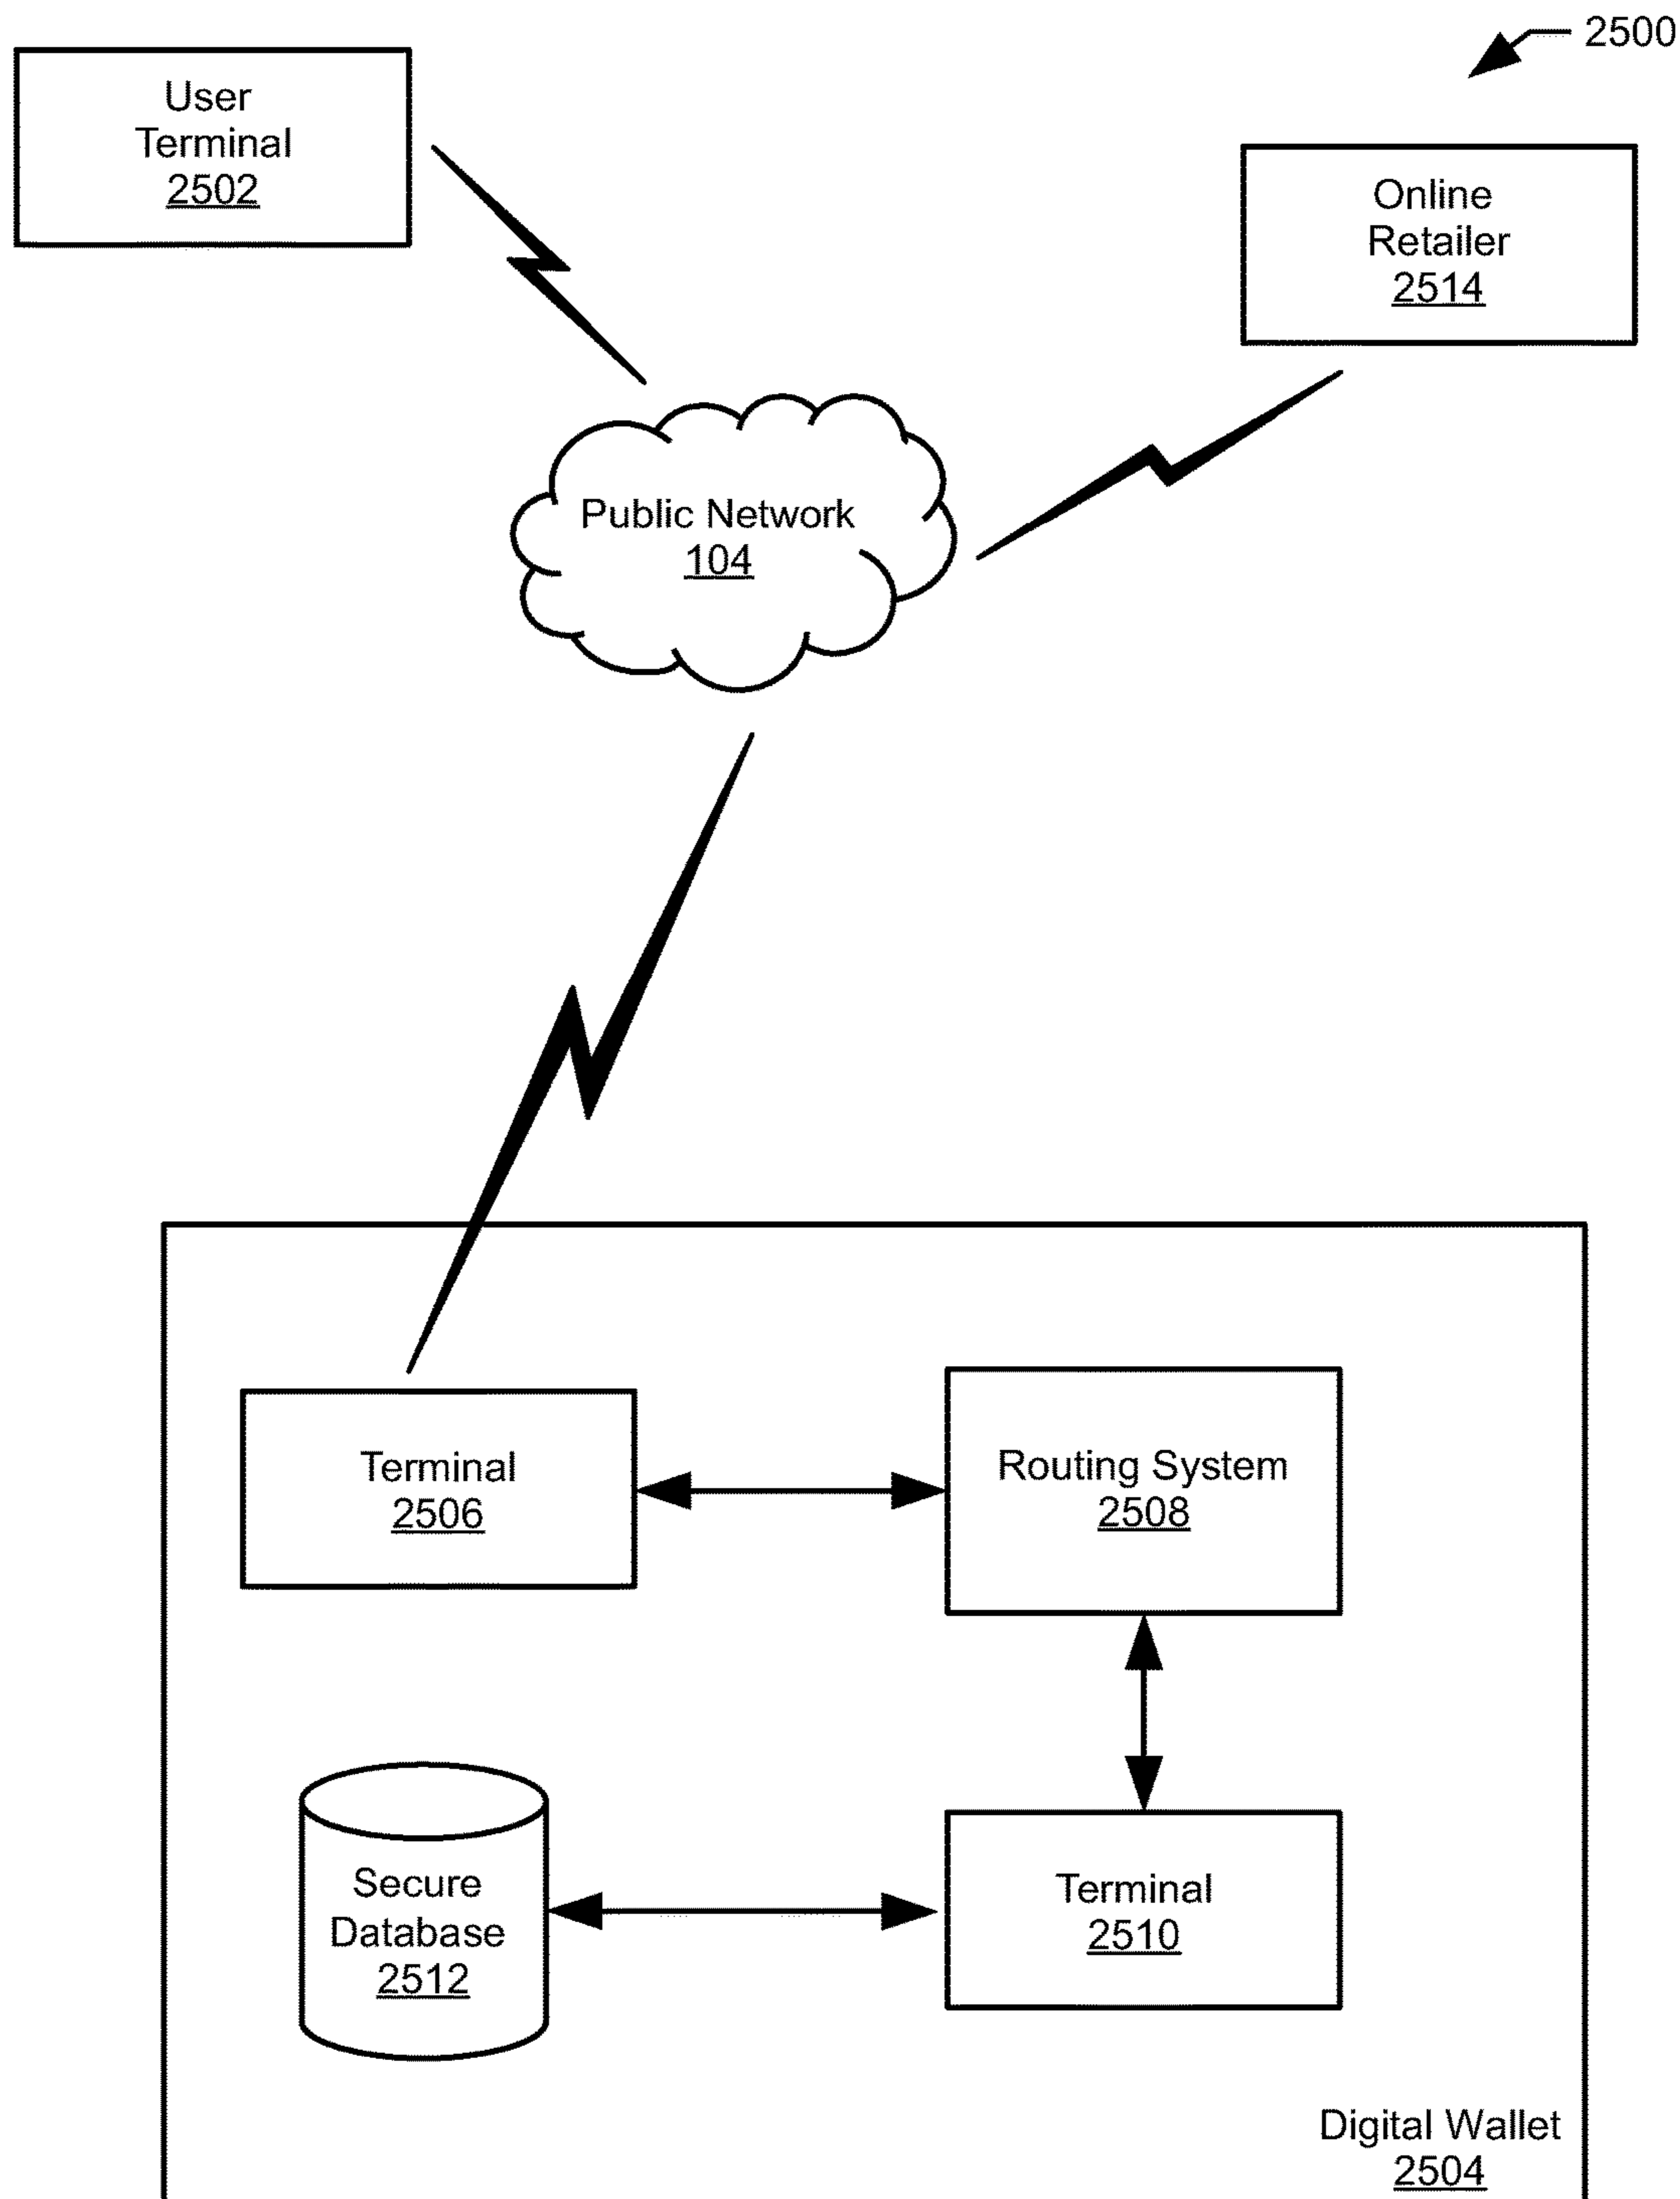 2500
User
Terminal
2502
Online
Retailer
2514
Public Network
104
Terminal
2506
Routing System
2508
Secure
Database
2512
Terminal
2510
Digital Wallet
2504